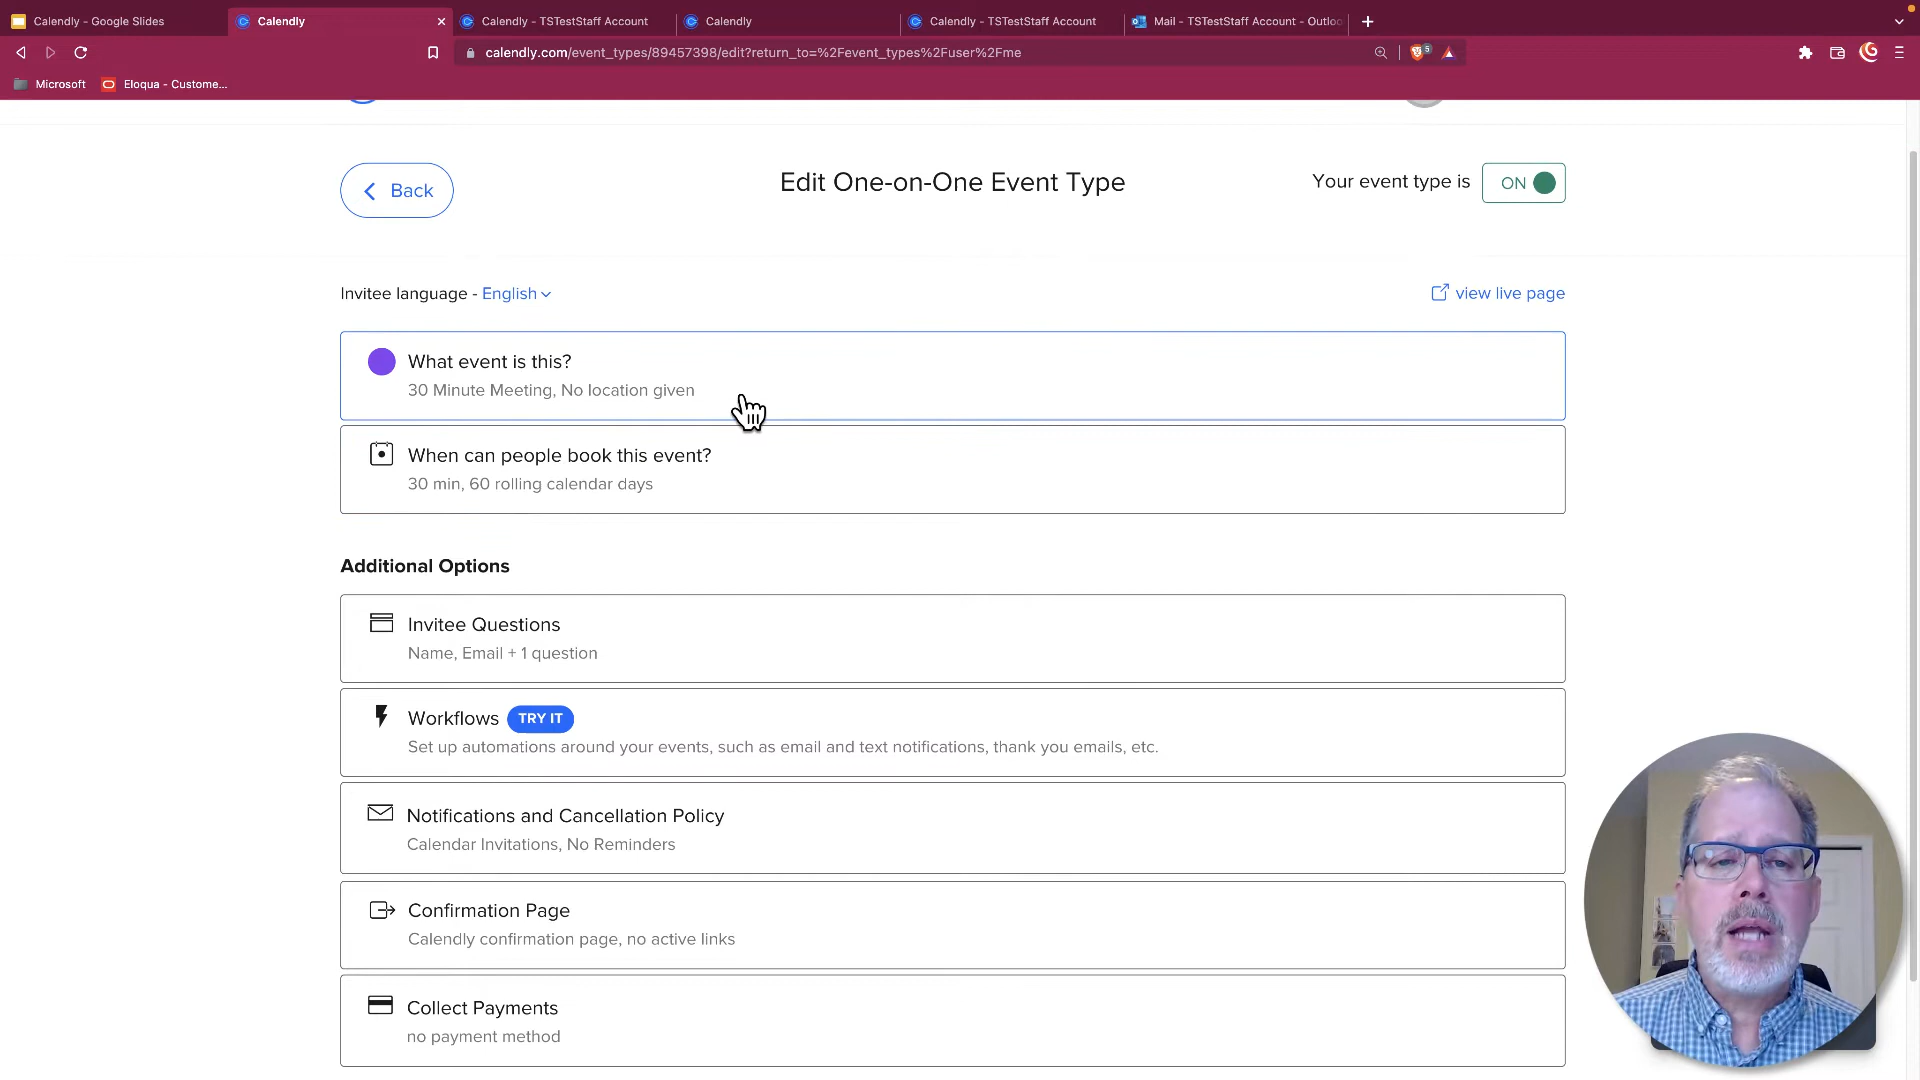 Calendly - Google Slides
Calendly
Calendly - TSTestStaff Account
Calendly
Calendly - TSTestStaff Account
Mail - TSTestStaff Account - Outlo
calendly.com/event_types/89457398/edit?return_to=%2Fevent_types%2Fuser%2Fme
5
Microsoft
Eloqua - Custome...
Back
Edit One-on-One Event Type
Your event type is
ON
Invitee language - English
view live page
What event is this?
30 Minute Meeting, No location given
When can people book this event?
30 min, 60 rolling calendar days
Additional Options
Invitee Questions
Name, Email + 1 question
Workflows TRY IT
Set up automations around your events, such as email and text notifications, thank you emails, etc.
Notifications and Cancellation Policy
Calendar Invitations, No Reminders
Confirmation Page
Calendly confirmation page, no active links
Collect Payments
no payment method